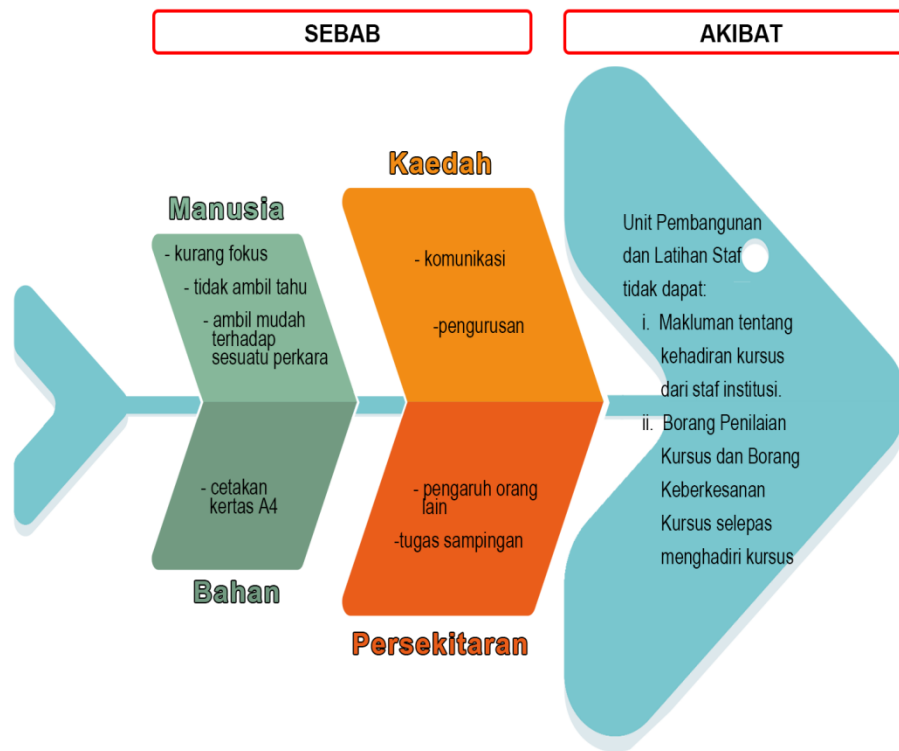 SEBAB
AKIBAT
Manusia
- kurang fokus
- tidak ambil tahu
- ambil mudah
terhadap
sesuatu perkara
Kaedah
- komunikasi
-pengurusan
- cetakan
kertas A4
Bahan
- pengaruh orang
lain
-tugas sampingan
Persekitaran
Unit Pembangunan
dan Latihan Staf
tidak dapat:
i. Makluman tentang
kehadiran kursus
dari staf institusi.
ii. Borang Penilaian
Kursus dan Borang
Keberkesanan
Kursus selepas
menghadiri kursus